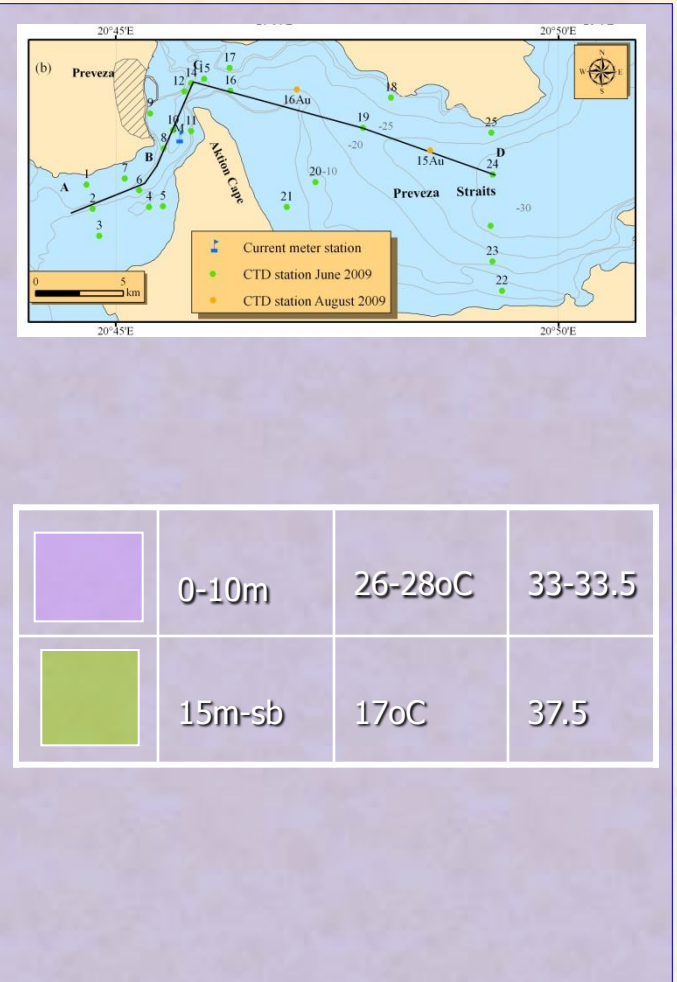 20°45'E 20°50'E
(b) Preveza
N
W E
S
17
C
15
14
12
16
18
9
16Au
10
M
11
19
-25
25
8
-20
15Au
D
B
24
Aktion Cape
1
7
20
-10
A
6
Preveza Straits
2
4 5
21
-30
3
Current meter station
23
CTD station June 2009
0 5
km
22
CTD station August 2009
20°45'E 20°50'E
0-10m 26-28oC 33-33.5
15m-sb 17oC 37.5